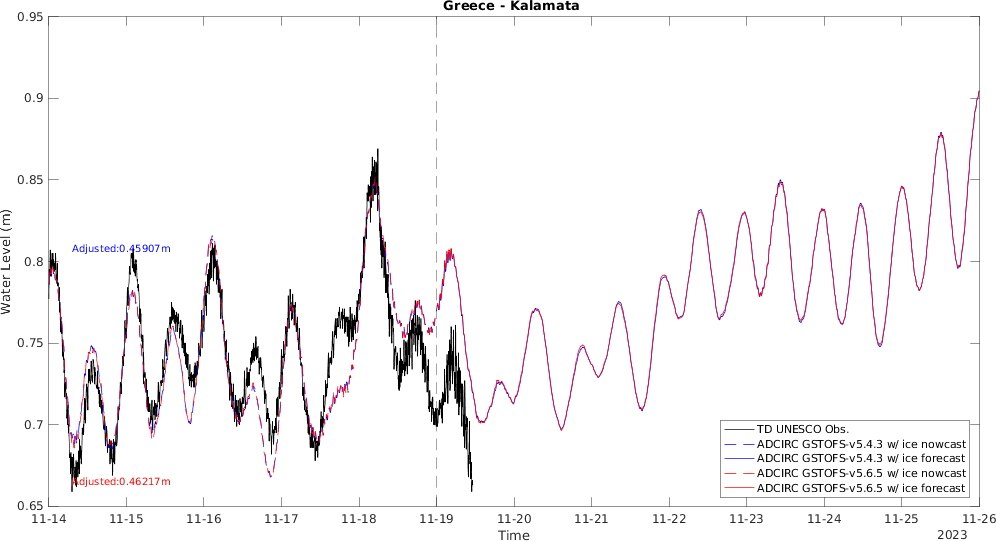 Greece - Kalamata
0.95
0.9
0.85
0.8
0.75
0.7
0.65
Water Level (m)
Adjusted:0.45907m
Adjusted:0.46217m
TD UNESCO Obs.
ADCIRC GSTOFS-v5.4.3 w/ ice nowcast
ADCIRC GSTOFS-v5.4.3 w/ ice forecast
ADCIRC GSTOFS-v5.6.5 w/ ice nowcast
ADCIRC GSTOFS-v5.6.5 w/ ice forecast
11-14 11-15 11-16 11-17 11-18 11-19 11-20 11-21 11-22 11-23 11-24 11-25 11-26
Time
2023